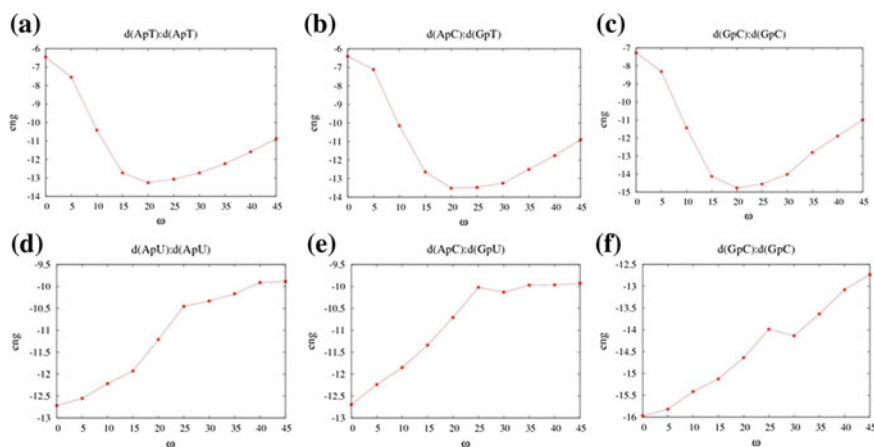 (a) d(ApT):d(ApT)
-6
-7
-8
-9
-10
-11
-12
-13
-14
eng
0 5 10 15 20 25 30 35 40 45
ω
(b) d(ApC):d(GpT)
-6
-7
-8
-9
-10
-11
-12
-13
-14
eng
0 5 10 15 20 25 30 35 40 45
ω
(c) d(GpC):d(GpC)
-7
-8
-9
-10
-11
-12
-13
-14
-15
eng
0 5 10 15 20 25 30 35 40 45
ω
(d) d(ApU):d(ApU)
-9.5
-10
-10.5
-11
-11.5
-12
-12.5
-13
eng
0 5 10 15 20 25 30 35 40 45
ω
(e) d(ApC):d(GpU)
-9.5
-10
-10.5
-11
-11.5
-12
-12.5
-13
eng
0 5 10 15 20 25 30 35 40 45
ω
(f) d(GpC):d(GpC)
-12.5
-13
-13.5
-14
-14.5
-15
-15.5
-16
eng
0 5 10 15 20 25 30 35 40 45
ω